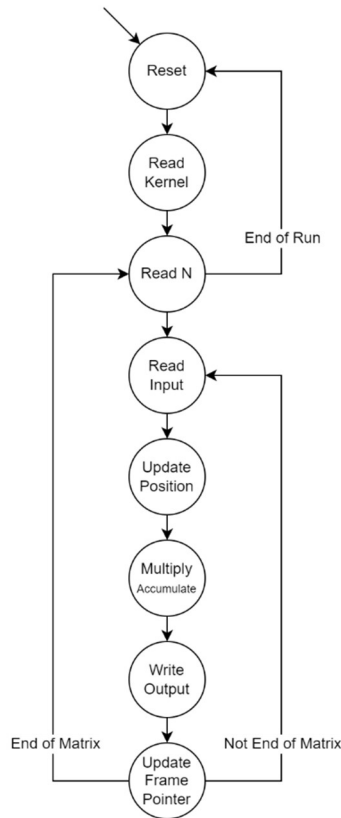 Reset
Read
Kernel
End of Run
Read N
Read
Input
Update
Position
Multiply
Accumulate
Write
Output
End of Matrix
Not End of Matrix
Update
Frame
Pointer